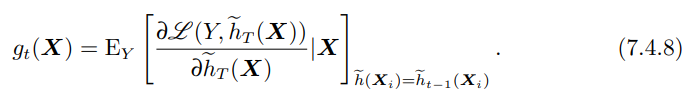 $g_t(\boldsymbol{X}) = \mathrm{E}_Y \left[ \frac{\partial \mathscr{L}(Y, \widetilde{h}_T(\boldsymbol{X}))}{\partial \widetilde{h}_T(\boldsymbol{X})} | \boldsymbol{X} \right]_{\widetilde{h}(\boldsymbol{X}_i) = \widetilde{h}_{t-1}(\boldsymbol{X}_i)} . \quad (7.4.8)$